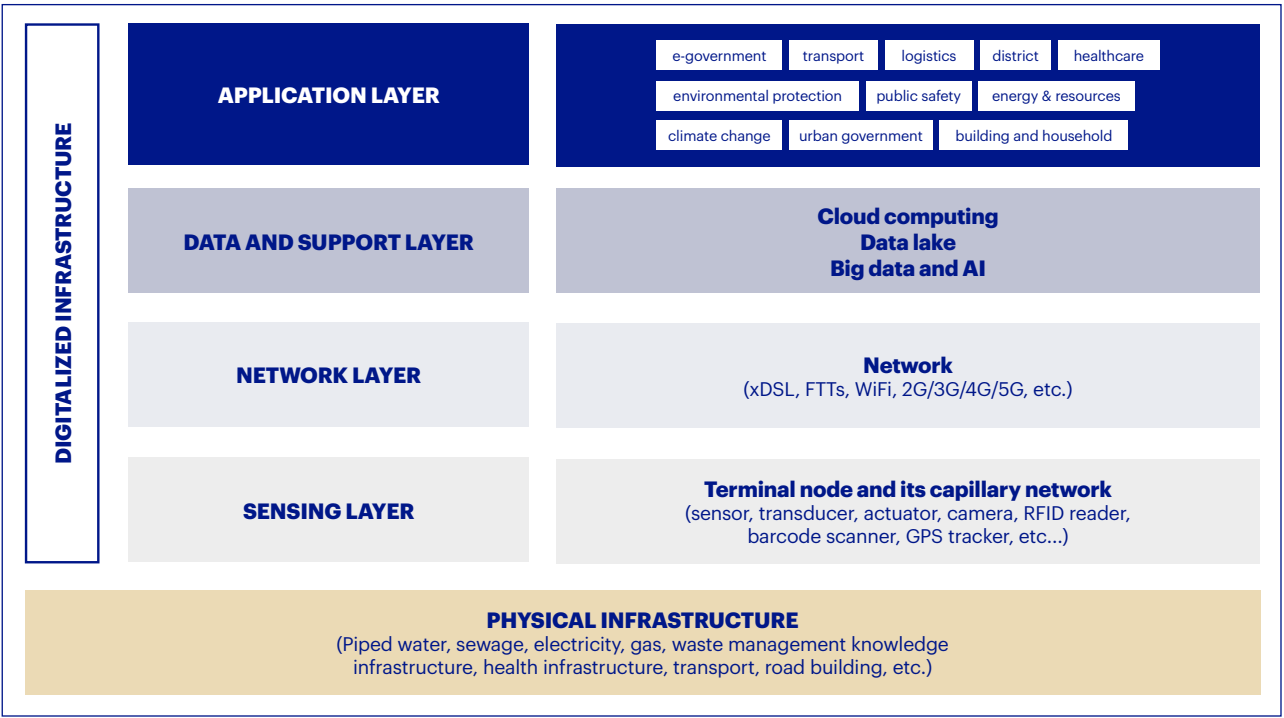 DIGITALIZED INFRASTRUCTURE
APPLICATION LAYER
e-government
transport
logistics
district
healthcare
environmental protection
public safety
energy & resources
climate change
urban government
building and household
DATA AND SUPPORT LAYER
Cloud computing
Data lake
Big data and AI
NETWORK LAYER
Network
(xDSL, FTTs, WiFi, 2G/3G/4G/5G, etc.)
SENSING LAYER
Terminal node and its capillary network
(sensor, transducer, actuator, camera, RFID reader,
barcode scanner, GPS tracker, etc...)
PHYSICAL INFRASTRUCTURE
(Piped water, sewage, electricity, gas, waste management knowledge
infrastructure, health infrastructure, transport, road building, etc.)